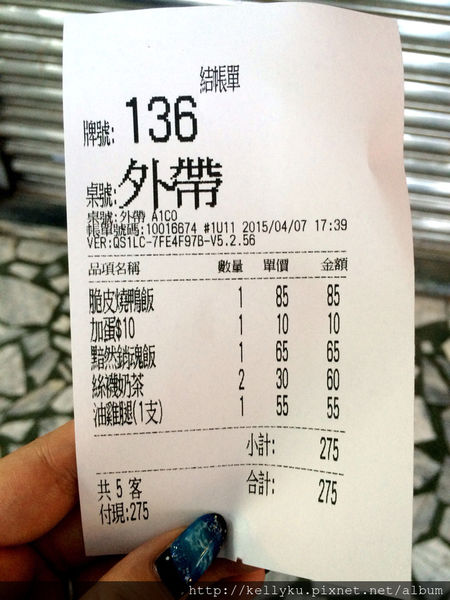 結帳單
牌號: 136
桌號: 外帶
桌號: 外帶 A1CO
帳單號碼: 10016674 #1U11 2015/04/07 17:39
VER:QS1LC-7FE4F97B-V5.2.56
品項名稱 數量 單價 金額
脆皮燒鴨飯 1 85 85
加蛋$10 1 10 10
黯然銷魂飯 1 65 65
絲襪奶茶 2 30 60
油雞腿(1支) 1 55 55
小計: 275
共 5 客 合計: 275
付現:275
http://kellyku.pixnet.net/album